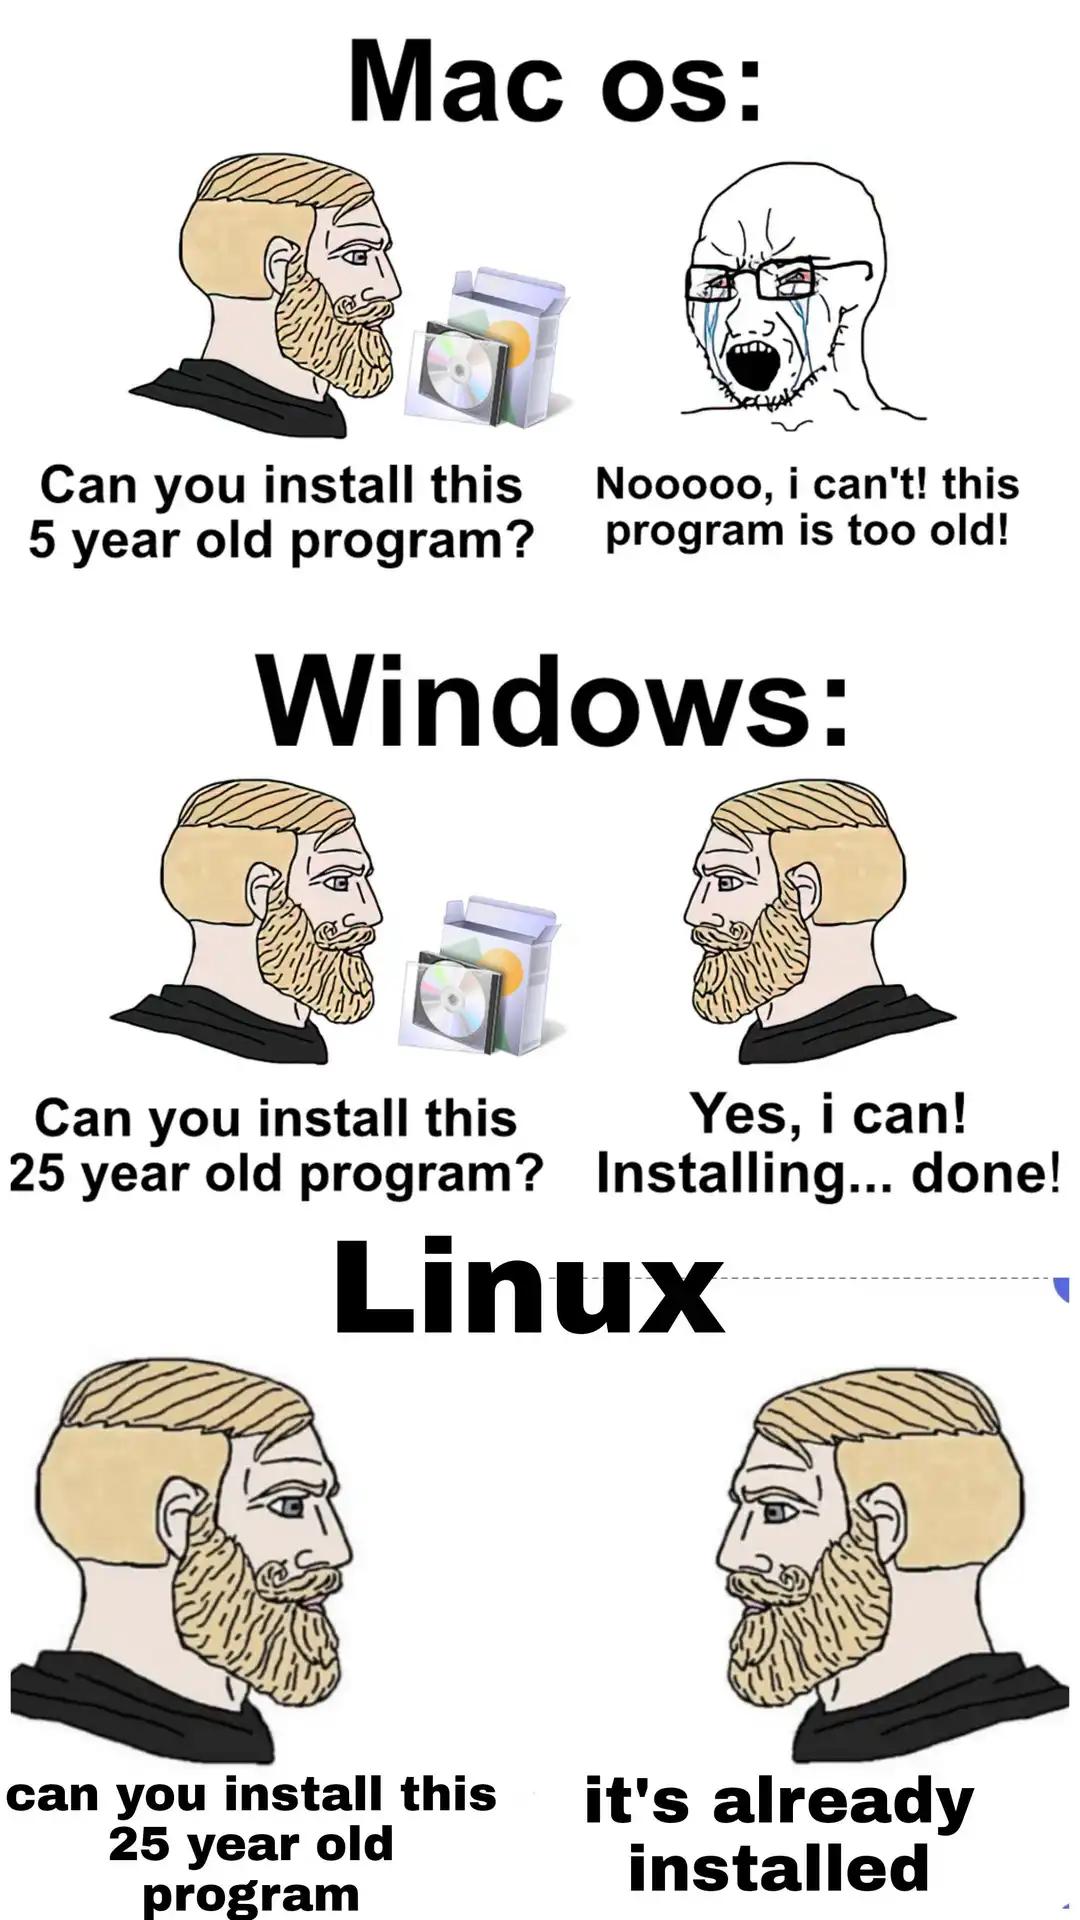 Mac os:
Can you install this
5 year old program?
Nooooo, i can't! this
program is too old!
Windows:
Can you install this
25 year old program?
Yes, i can!
Installing... done!
Linux
can you install this
25 year old
program
it's already
installed